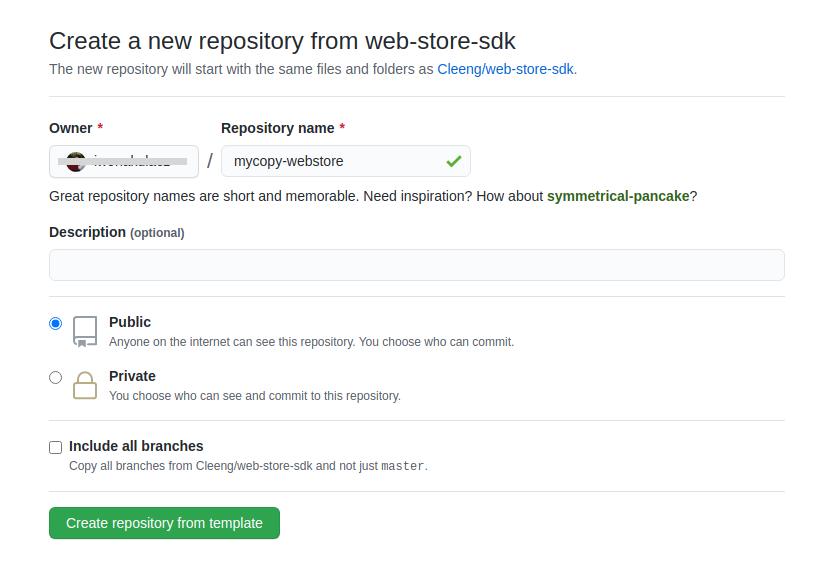 Create a new repository from web-store-sdk
The new repository will start with the same files and folders as Cleeng/web-store-sdk.
Owner * Repository name *
/ mycopy-webstore
Great repository names are short and memorable. Need inspiration? How about symmetrical-pancake?
Description (optional)
Public
Anyone on the internet can see this repository. You choose who can commit.
Private
You choose who can see and commit to this repository.
Include all branches
Copy all branches from Cleeng/web-store-sdk and not just master.
Create repository from template